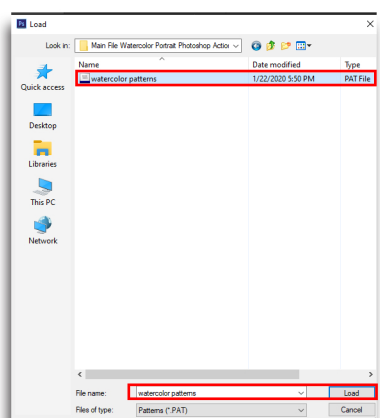 Ps Load
Look in: Main File Watercolor Portrait Photoshop Action
Name Date modified Type
watercolor patterns 1/22/2020 5:50 PM PAT File
Quick access
Desktop
Libraries
This PC
Network
File name: watercolor patterns Load
Files of type: Patterns (*.PAT) Cancel